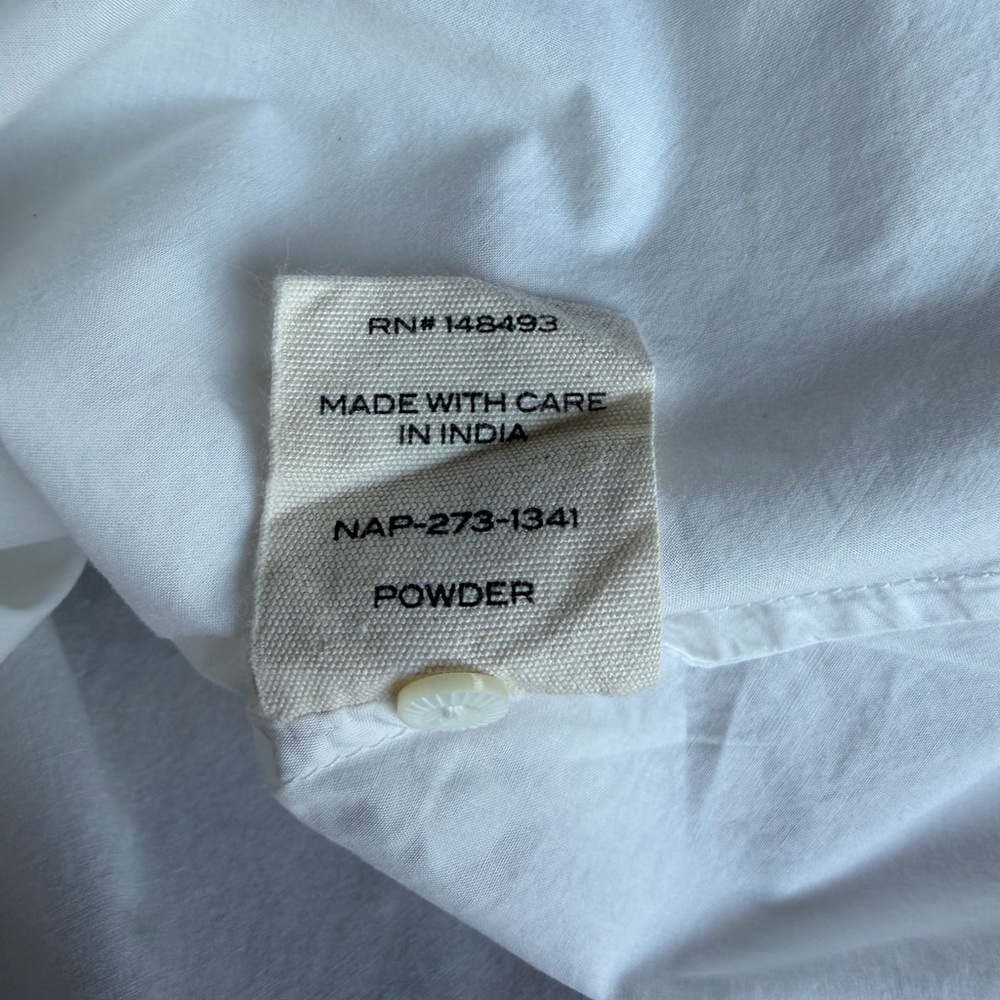 RN# 148493
MADE WITH CARE
IN INDIA
NAP-273-1341
POWDER